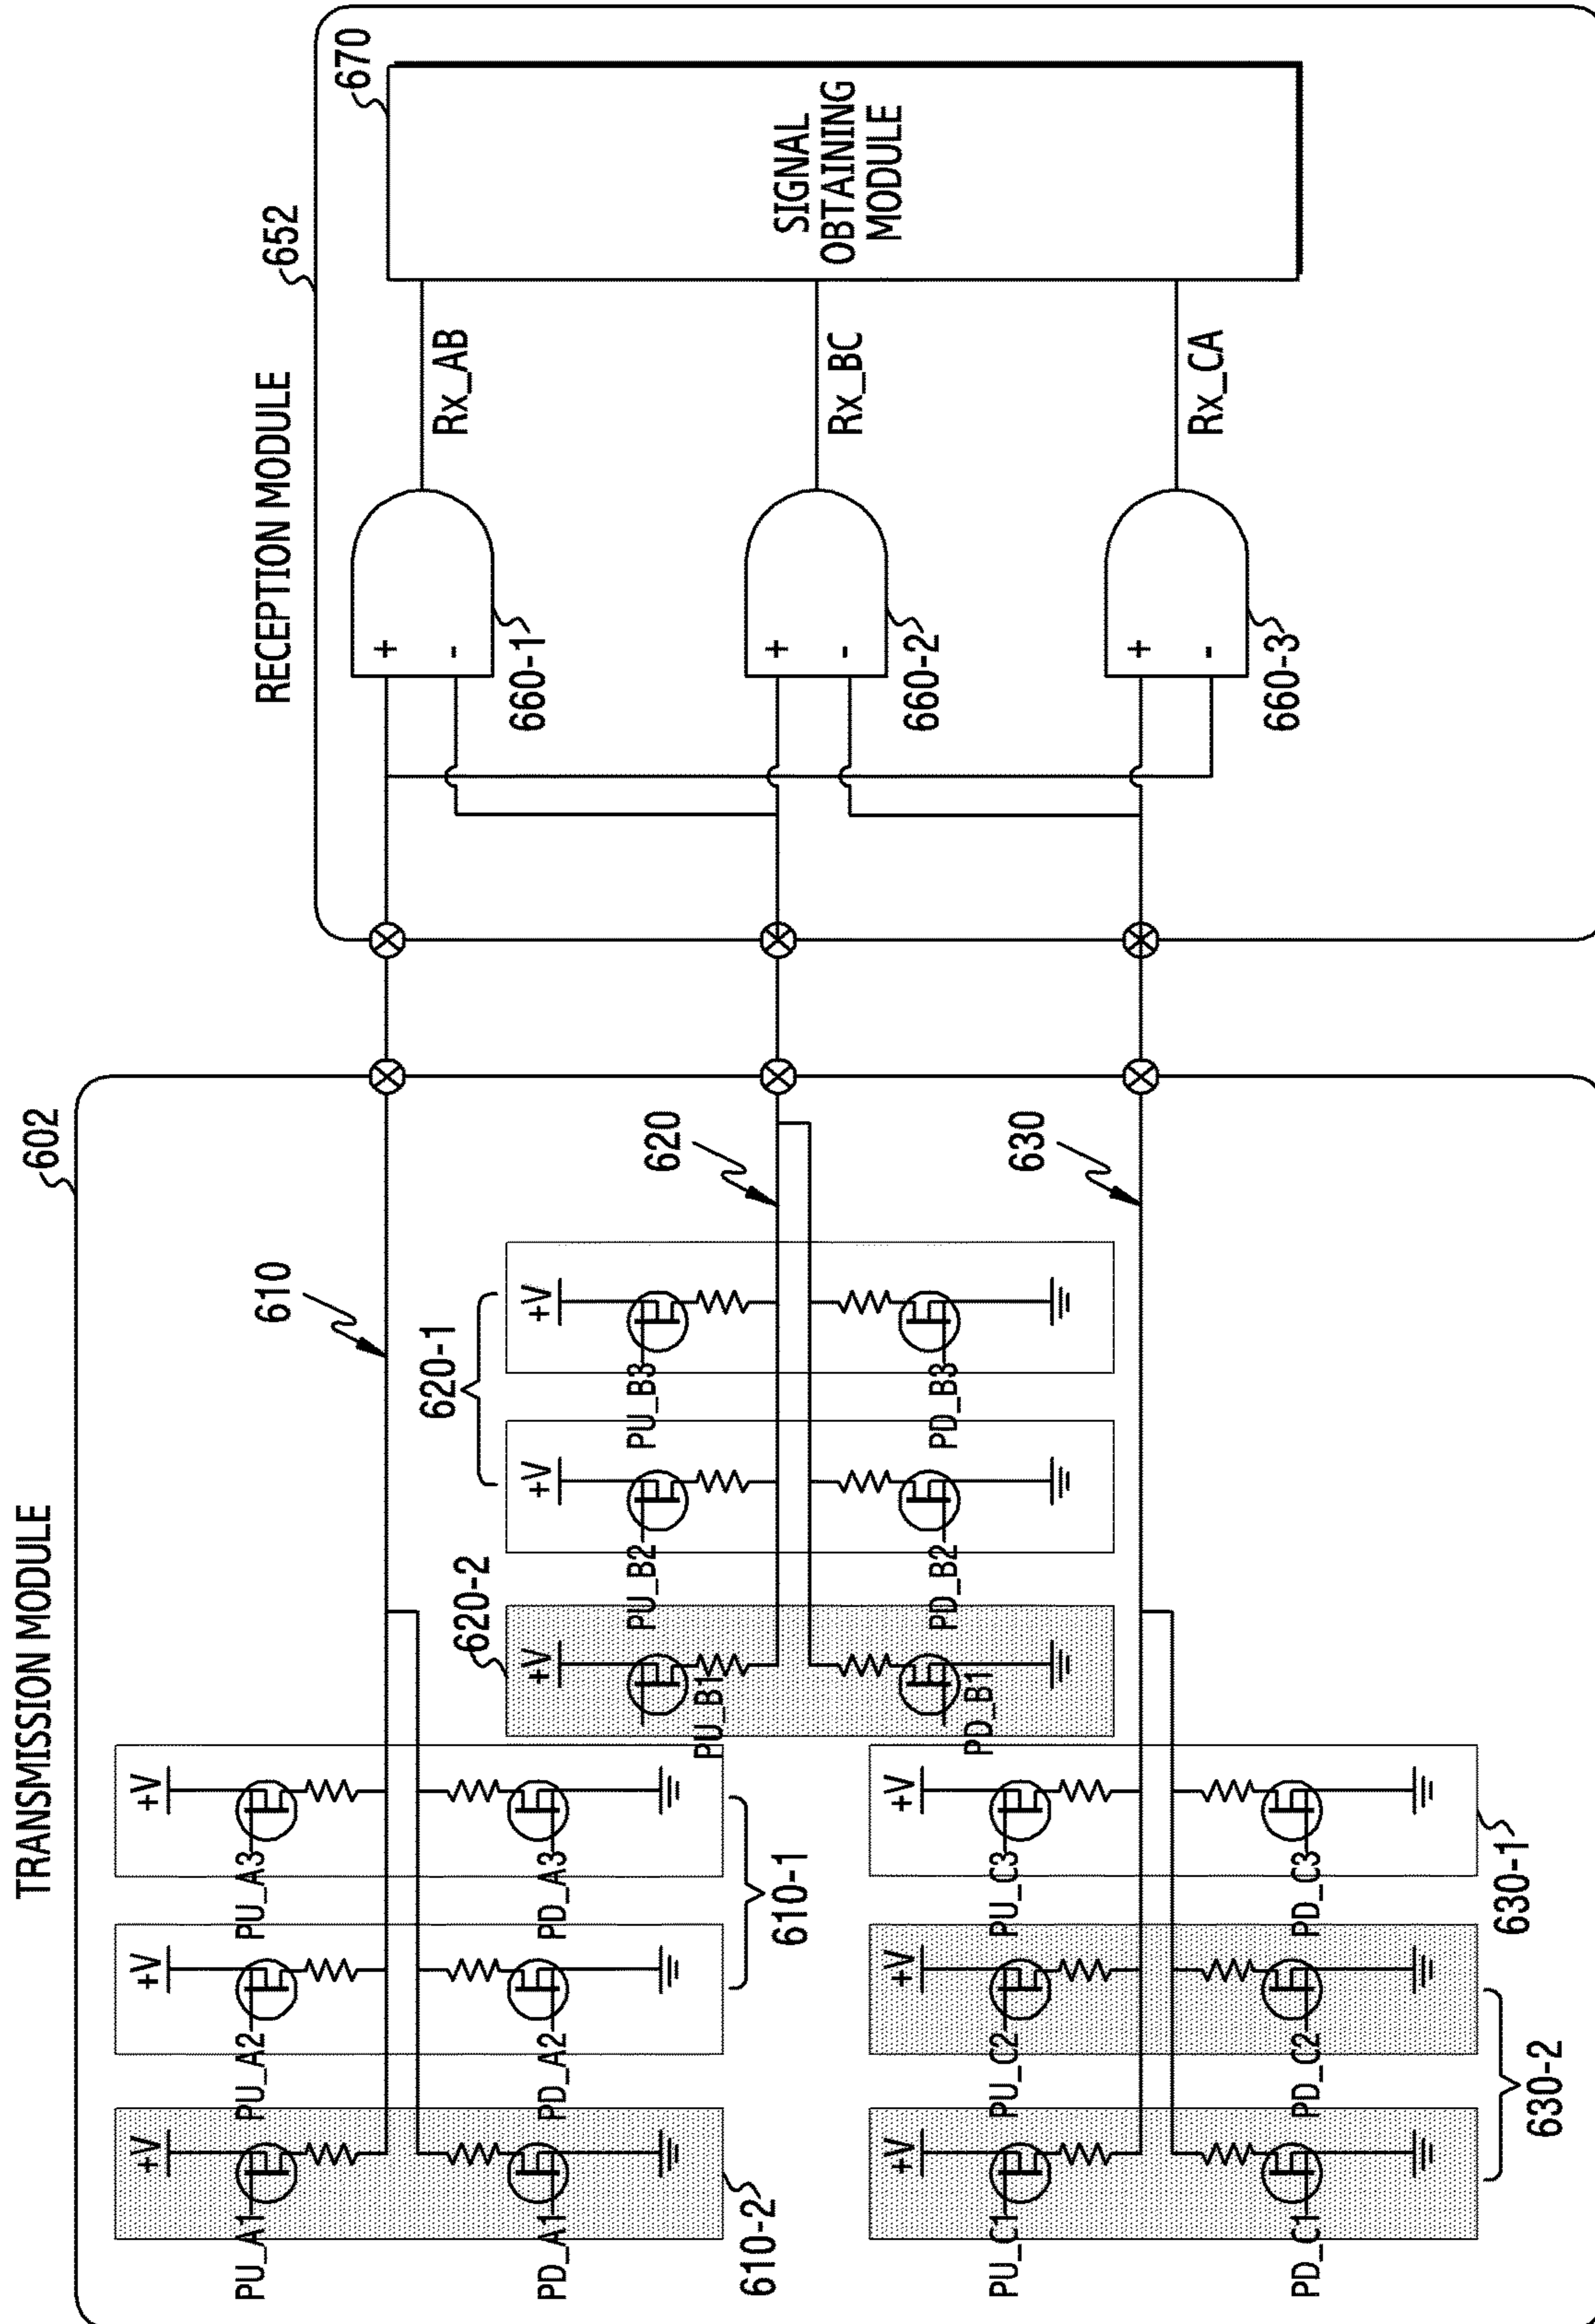 TRANSMISSION MODULE
602
+V
+V
+V
PU_A1
PU_A2
PU_A3
PD_A1
PD_A2
PD_A3
610-2
610-1
610
620-2
620-1
+V
+V
+V
PU_B1
PU_B2
PU_B3
PD_B1
PD_B2
PD_B3
620
+V
+V
+V
PU_C1
PU_C2
PU_C3
PD_C1
PD_C2
PD_C3
630-2
630-1
630
RECEPTION MODULE
652
+
-
660-1
Rx_AB
+
-
660-2
Rx_BC
+
-
660-3
Rx_CA
670
SIGNAL
OBTAINING
MODULE